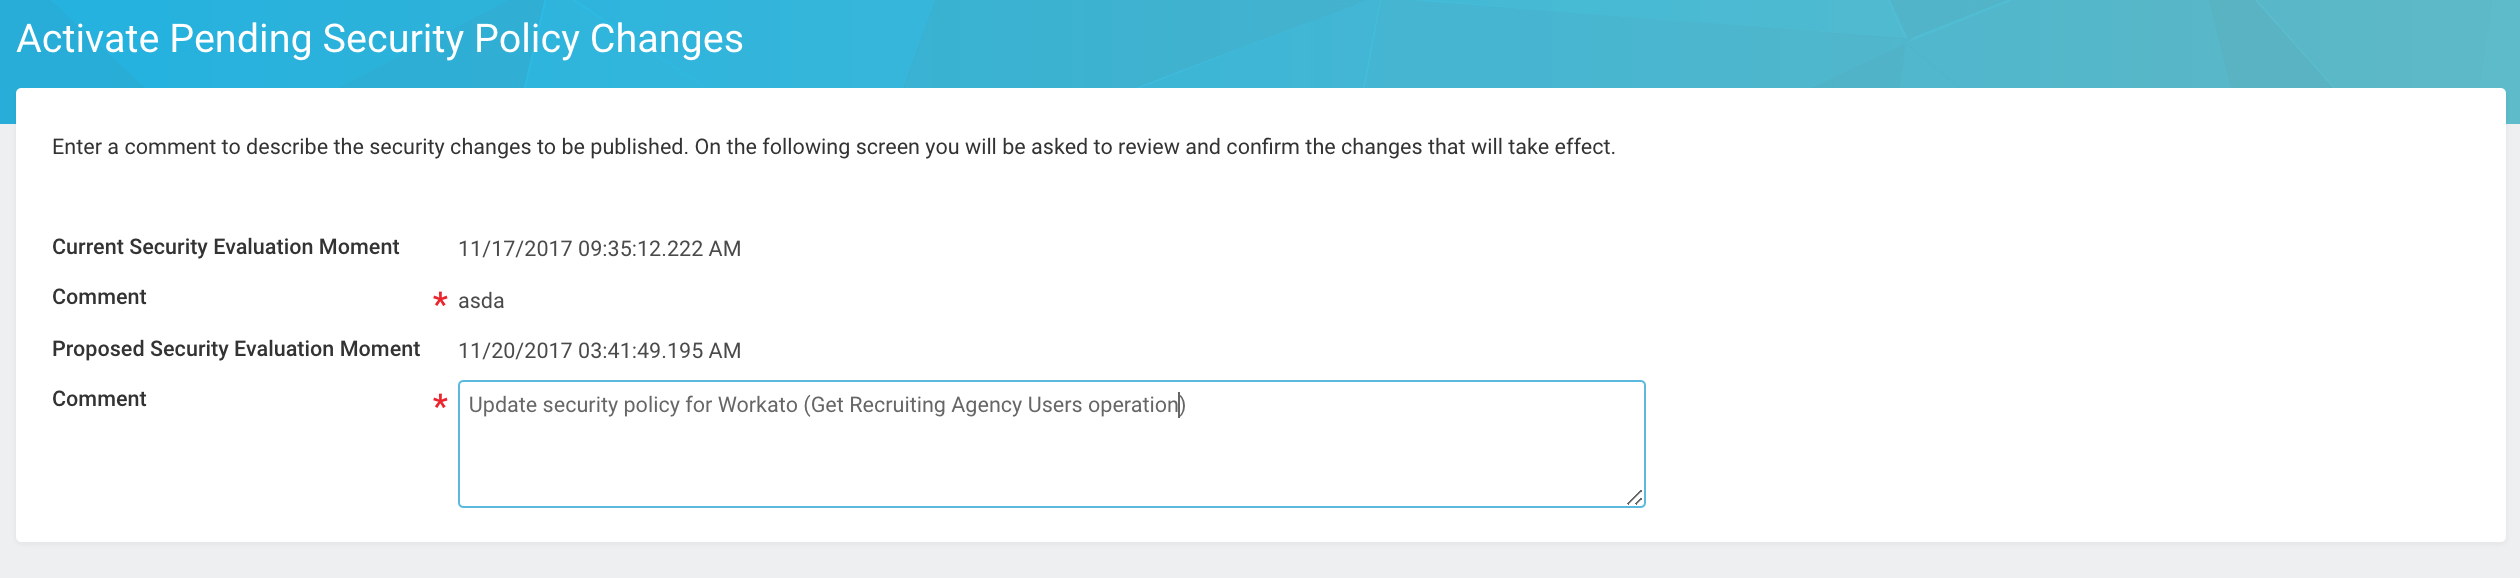 Activate Pending Security Policy Changes
Enter a comment to describe the security changes to be published. On the following screen you will be asked to review and confirm the changes that will take effect.
Current Security Evaluation Moment 11/17/2017 09:35:12.222 AM
Comment * asda
Proposed Security Evaluation Moment 11/20/2017 03:41:49.195 AM
Comment * Update security policy for Workato (Get Recruiting Agency Users operation)